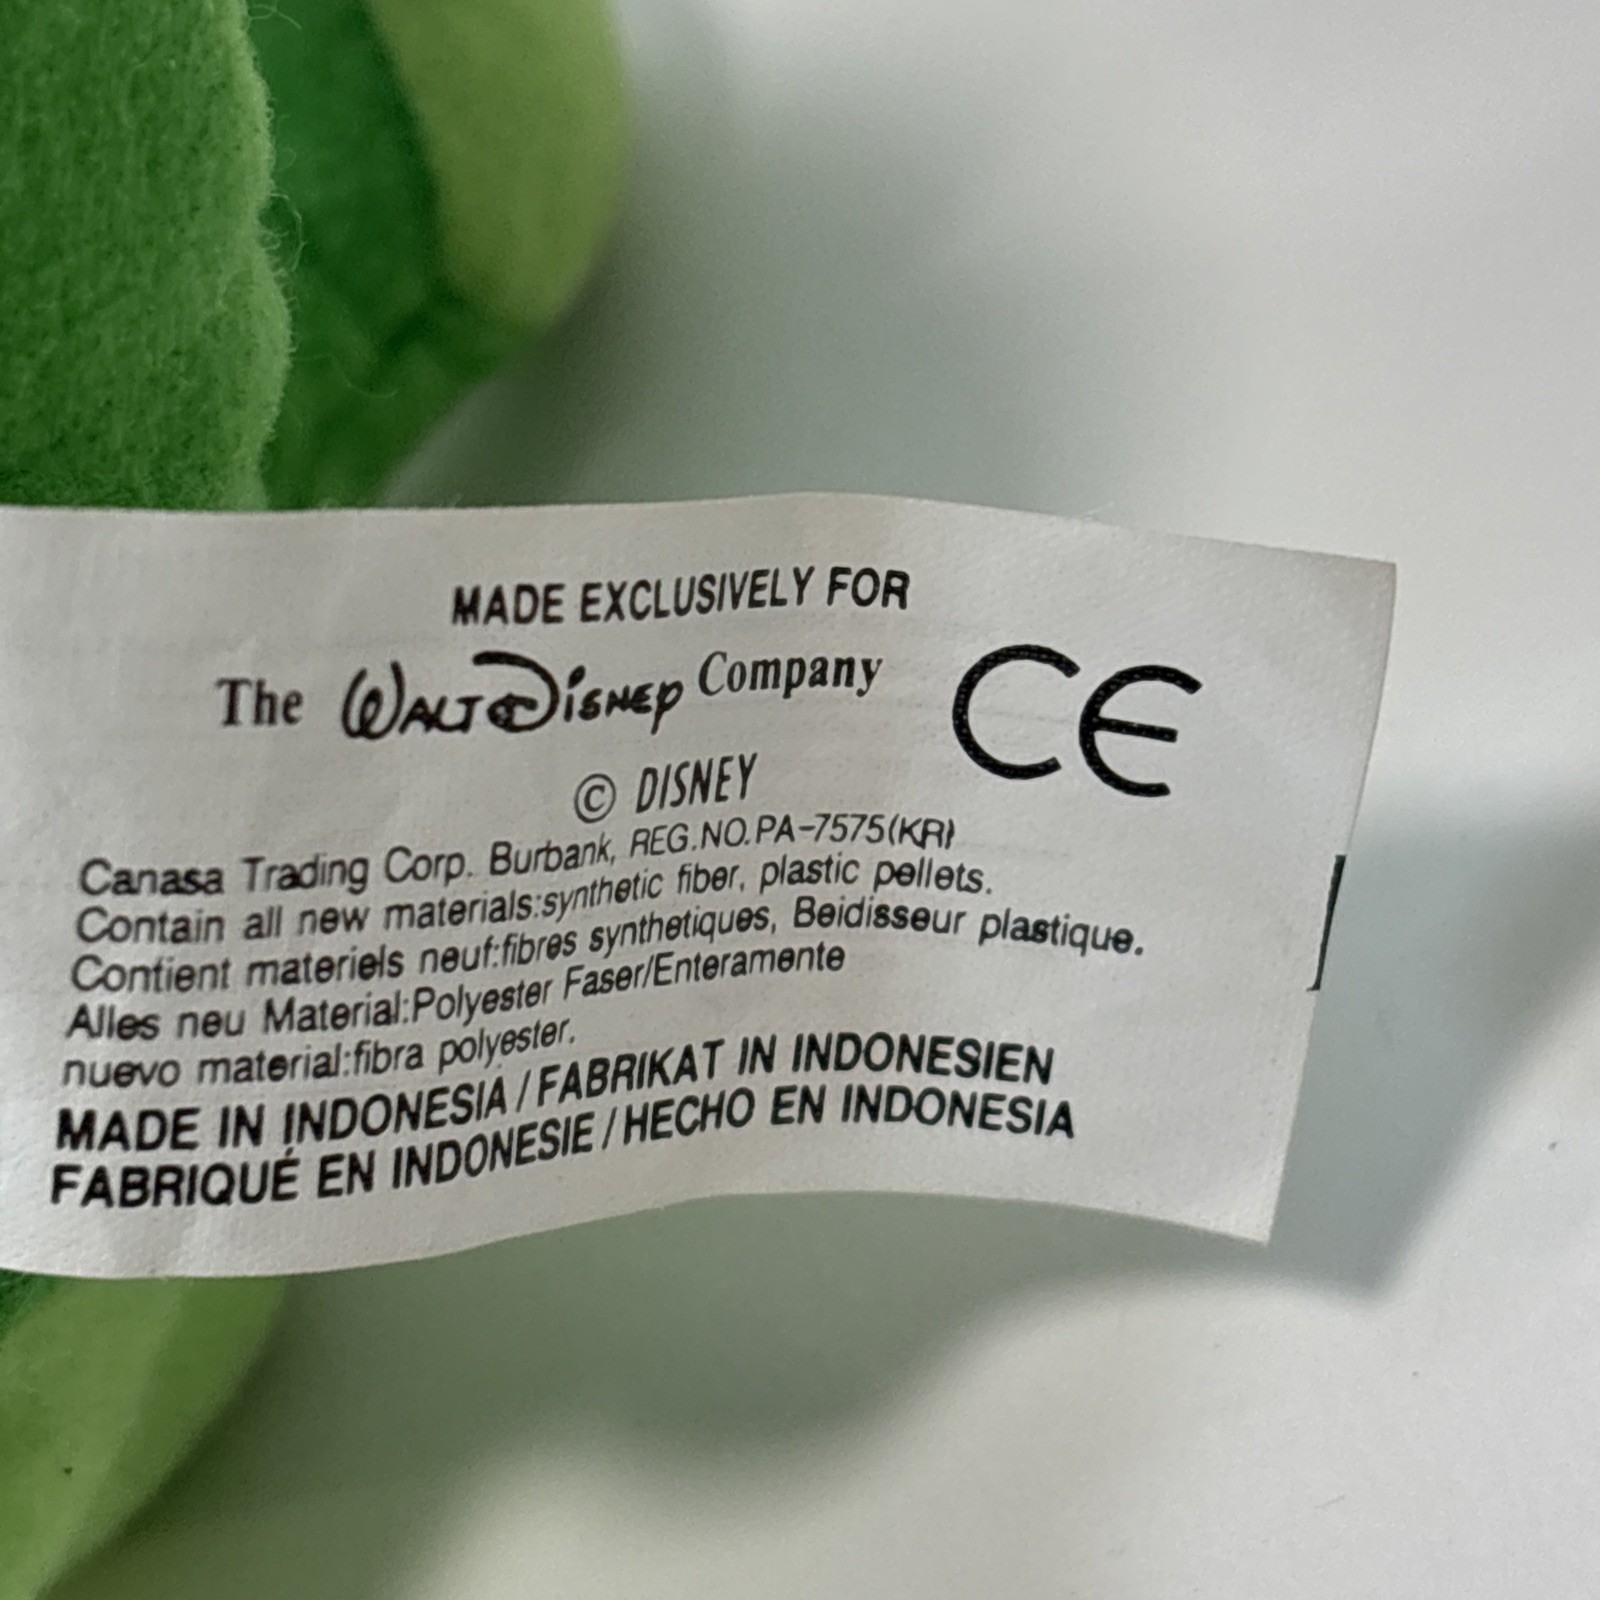 MADE EXCLUSIVELY FOR
The WALT DISNEY Company
CE
© DISNEY
Canasa Trading Corp. Burbank, REG.NO.PA-7575(KR)
Contain all new materials:synthetic fiber, plastic pellets.
Contient materiels neuf:fibres synthetiques, Beidisseur plastique.
Alles neu Material:Polyester Faser/Enteramente
nuevo material:fibra polyester.
MADE IN INDONESIA/FABRIKAT IN INDONESIEN
FABRIQUÉ EN INDONESIE/HECHO EN INDONESIA